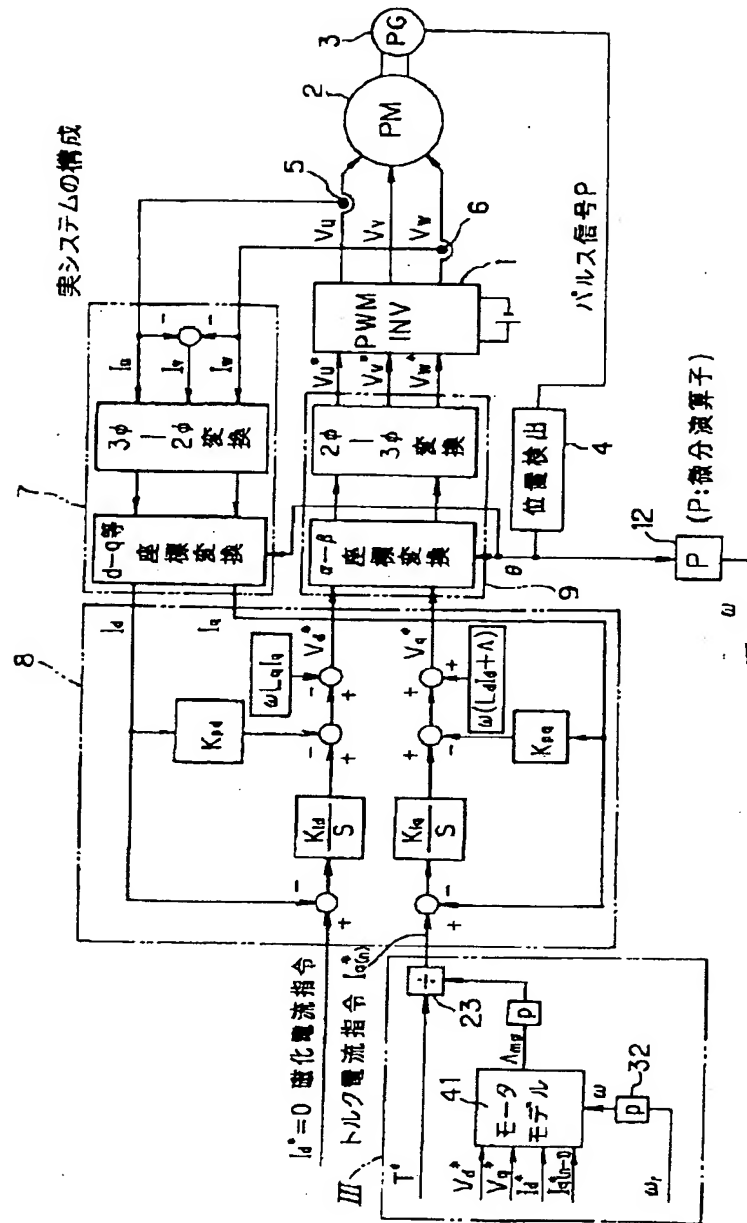 実システムの構成
7
3φ
—
2φ
変
換
d-q等
座
標
変
換
Iu
Iv
Iw
-
-
Id
Iq
5
6
Vu
Vv
Vw
2
PM
3
PG
1
PWM
INV
Vu*
Vv*
Vw*
2φ
—
3φ
変
換
α-β
座
標
変
換
9
θ
4
位置検出
パルス信号P
12
P
(P:微分演算子)
ω
8
Kpd
ωLqIq
Vd*
-
+
-
+
KId
S
-
+
Vq*
+
+
ω(LdId+Λ)
+
-
KIq
S
Kpq
+
-
Id*=0 磁化電流指令
トルク電流指令 Iq(n)*
III
T*
÷
23
p
Λmg
41
モータ
モデル
Vd*
Vq*
Id*
Iq(n-1)*
ω
p
32
ωr